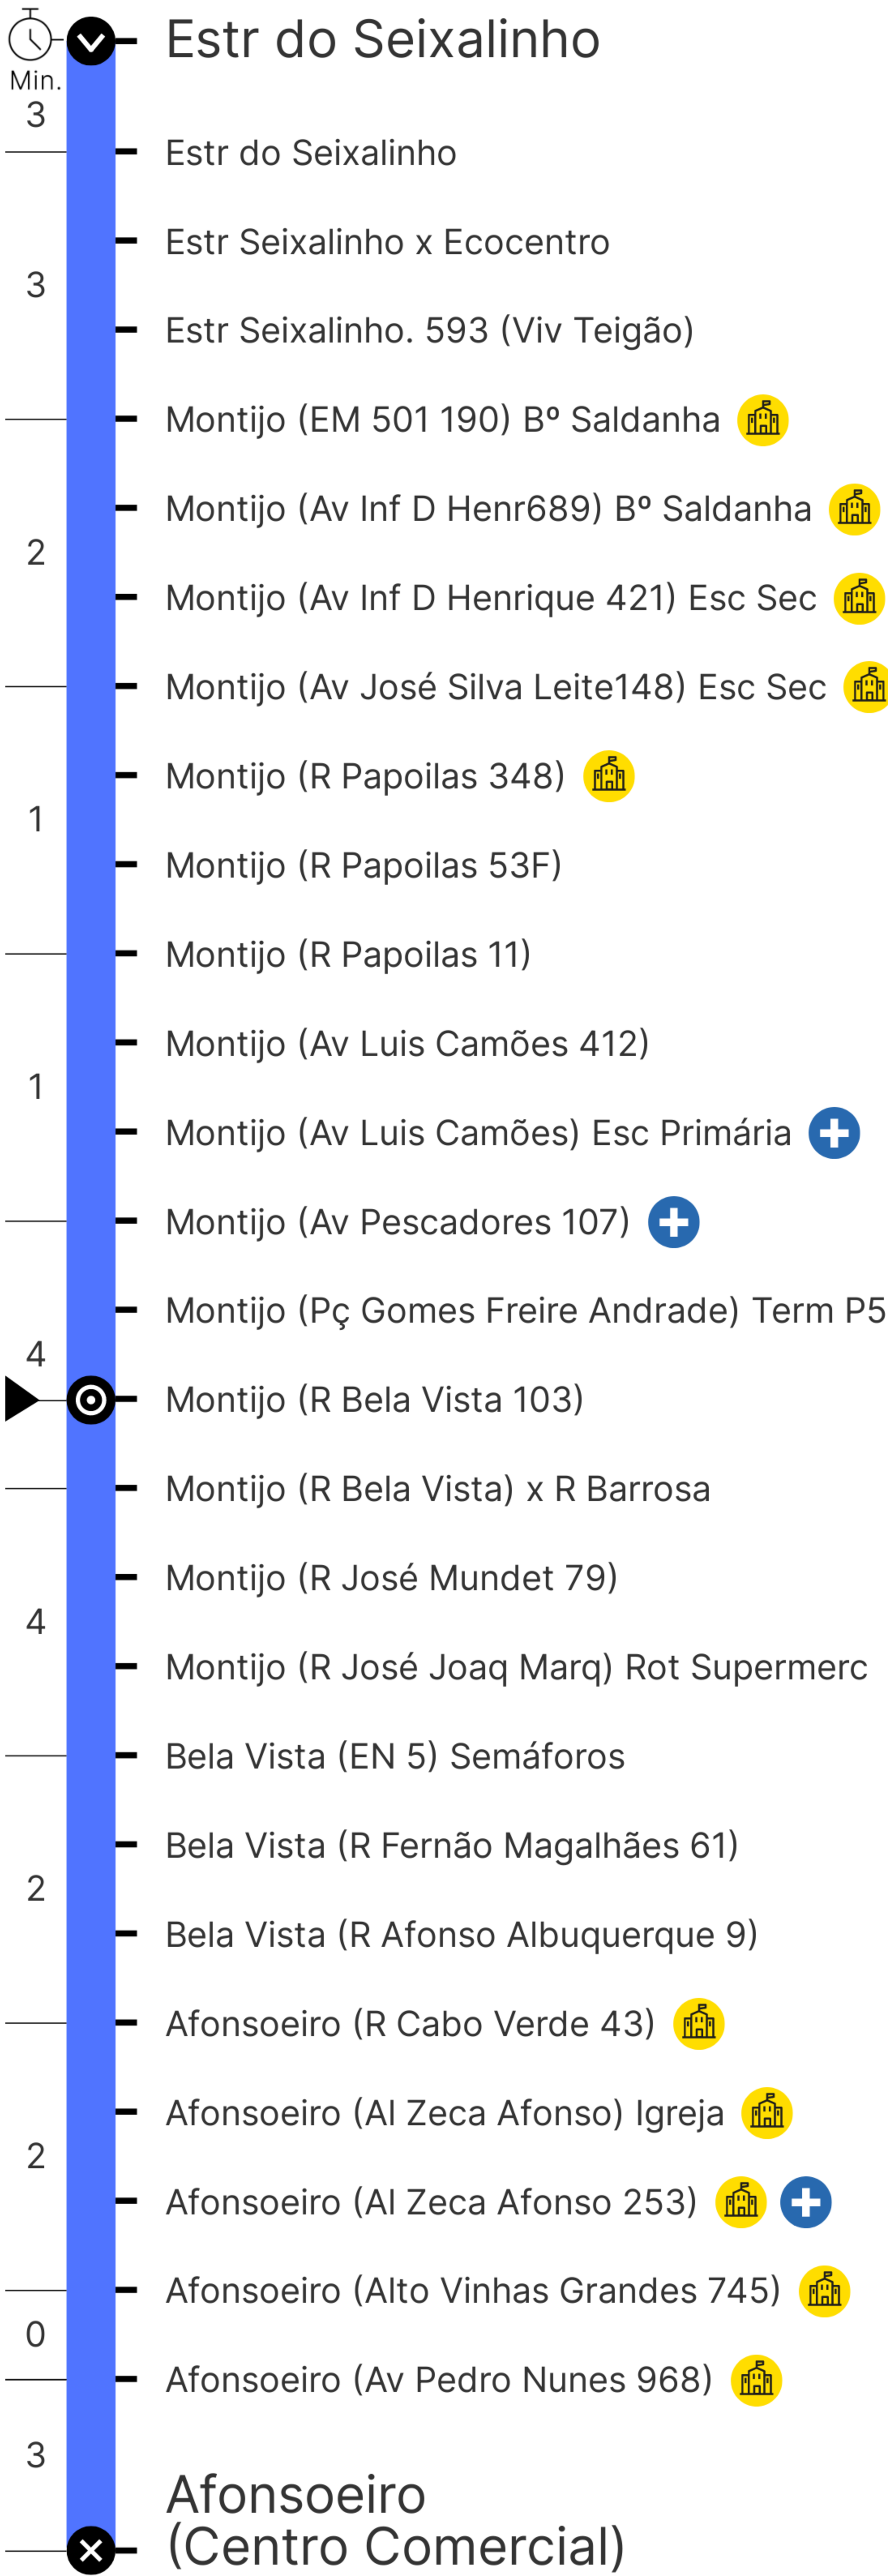 Estr do Seixalinho
Min.
3
Estr do Seixalinho
Estr Seixalinho x Ecocentro
3
Estr Seixalinho. 593 (Viv Teigão)
Montijo (EM 501 190) Bº Saldanha
Montijo (Av Inf D Henr689) Bº Saldanha
2
Montijo (Av Inf D Henrique 421) Esc Sec
Montijo (Av José Silva Leite148) Esc Sec
Montijo (R Papoilas 348)
1
Montijo (R Papoilas 53F)
Montijo (R Papoilas 11)
Montijo (Av Luis Camões 412)
1
Montijo (Av Luis Camões) Esc Primária
Montijo (Av Pescadores 107)
Montijo (Pç Gomes Freire Andrade) Term P5
4
Montijo (R Bela Vista 103)
Montijo (R Bela Vista) x R Barrosa
Montijo (R José Mundet 79)
4
Montijo (R José Joaq Marq) Rot Supermerc
Bela Vista (EN 5) Semáforos
Bela Vista (R Fernão Magalhães 61)
2
Bela Vista (R Afonso Albuquerque 9)
Afonsoeiro (R Cabo Verde 43)
Afonsoeiro (Al Zeca Afonso) Igreja
2
Afonsoeiro (Al Zeca Afonso 253)
Afonsoeiro (Alto Vinhas Grandes 745)
0
Afonsoeiro (Av Pedro Nunes 968)
3
Afonsoeiro
(Centro Comercial)